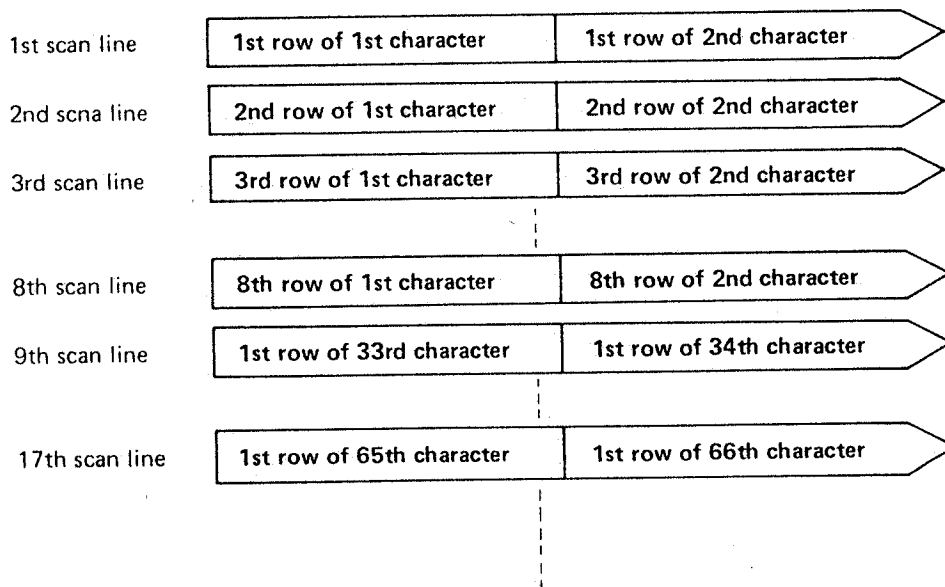 1st scan line 1st row of 1st character 1st row of 2nd character
2nd scna line 2nd row of 1st character 2nd row of 2nd character
3rd scan line 3rd row of 1st character 3rd row of 2nd character
8th scan line 8th row of 1st character 8th row of 2nd character
9th scan line 1st row of 33rd character 1st row of 34th character
17th scan line 1st row of 65th character 1st row of 66th character